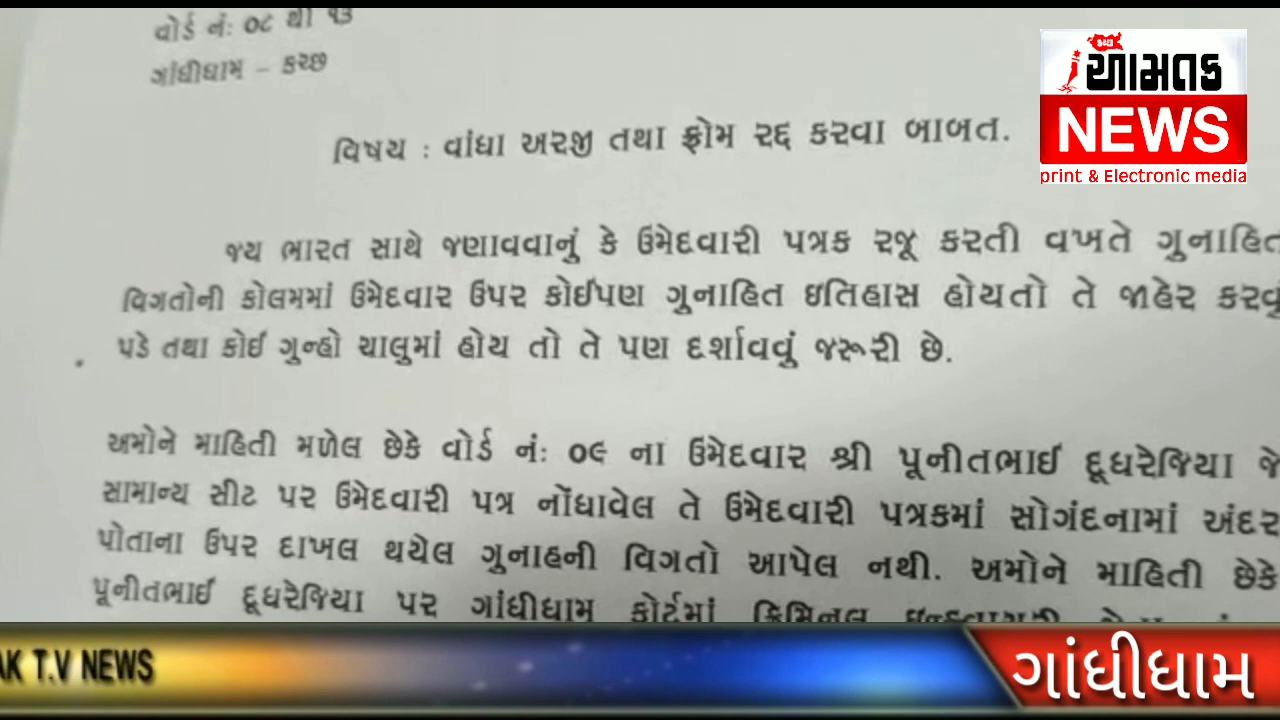 વોર્ડ નં: ૦૮ થી ૧૩
ગાંધીધામ – કચ્છ
કચ્છ
આમતક
NEWS
print & Electronic media
વિષય : વાંધા અરજી તથા ફોમ રદ્દ કરવા બાબત.
જય ભારત સાથે જણાવવાનું કે ઉમેદવારી પત્રક રજૂ કરતી વખતે ગુનાહિત
વિગતોની કોલમમાં ઉમેદવાર ઉપર કોઈપણ ગુનાહિત ઇતિહાસ હોયતો તે જાહેર કરવું
પડે તથા કોઈ ગુન્હો ચાલુમાં હોય તો તે પણ દર્શાવવું જરૂરી છે.
અમોને માહિતી મળેલ છેકે વોર્ડ નં: ૦૯ ના ઉમેદવાર શ્રી પૂનીતભાઈ દૂધરેજિયા જે
સામાન્ય સીટ પર ઉમેદવારી પત્ર નોંધાવેલ તે ઉમેદવારી પત્રકમાં સોગંદનામાં અંદર
પોતાના ઉપર દાખલ થયેલ ગુનાહની વિગતો આપેલ નથી. અમોને માહિતી છેકે
પૂનીતભાઈ દૂધરેજિયા પર ગાંધીધામ કોર્ટમાં ક્રિમિનલ
AK T.V NEWS
ગાંધીધામ